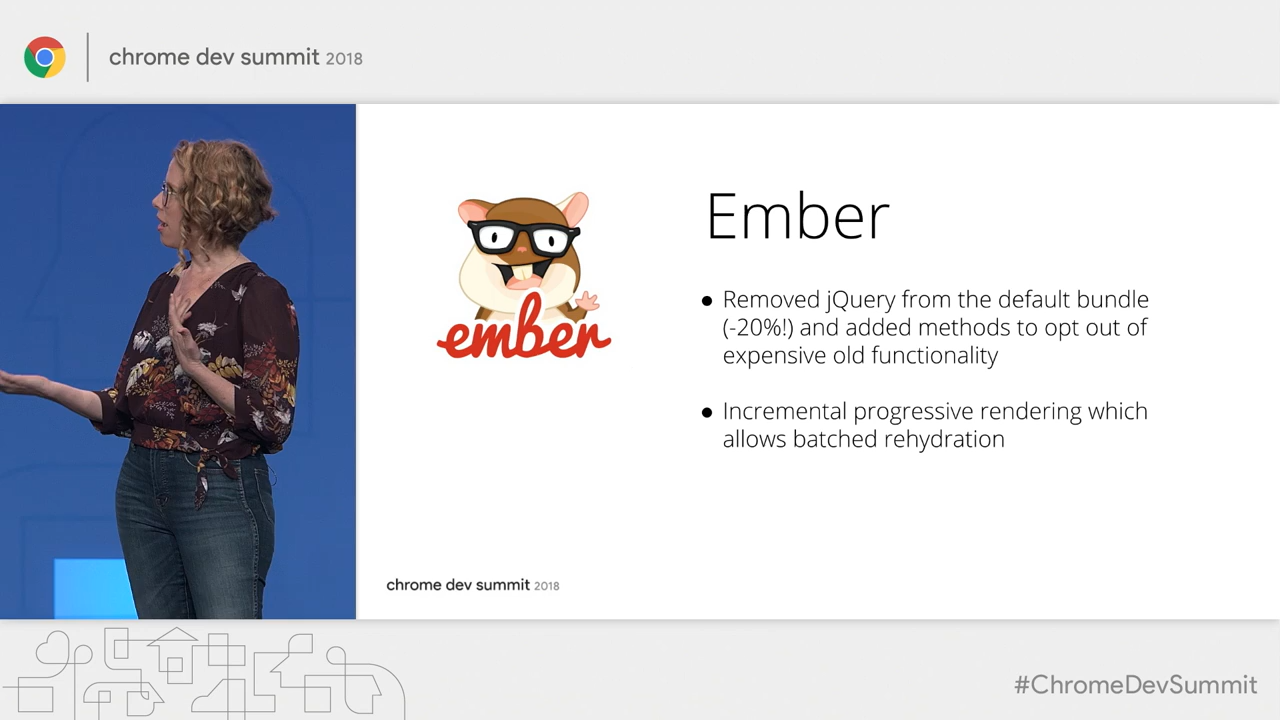 chrome dev summit 2018
Ember
ember
● Removed jQuery from the default bundle
(-20%!) and added methods to opt out of
expensive old functionality
● Incremental progressive rendering which
allows batched rehydration
chrome dev summit 2018
#ChromeDevSummit